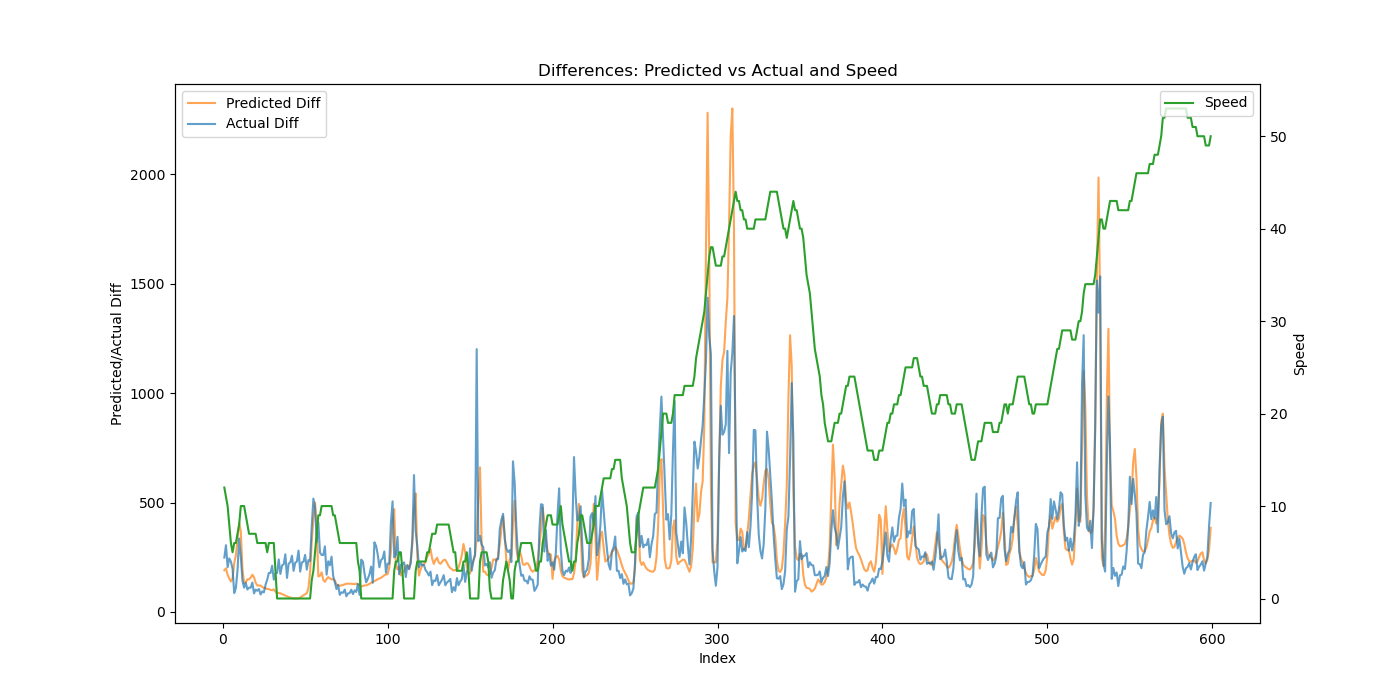 Differences: Predicted vs Actual and Speed
Predicted Diff
Actual Diff
Speed
Predicted/Actual Diff
0
500
1000
1500
2000
0
10
20
30
40
50
Speed
0
100
200
300
400
500
600
Index